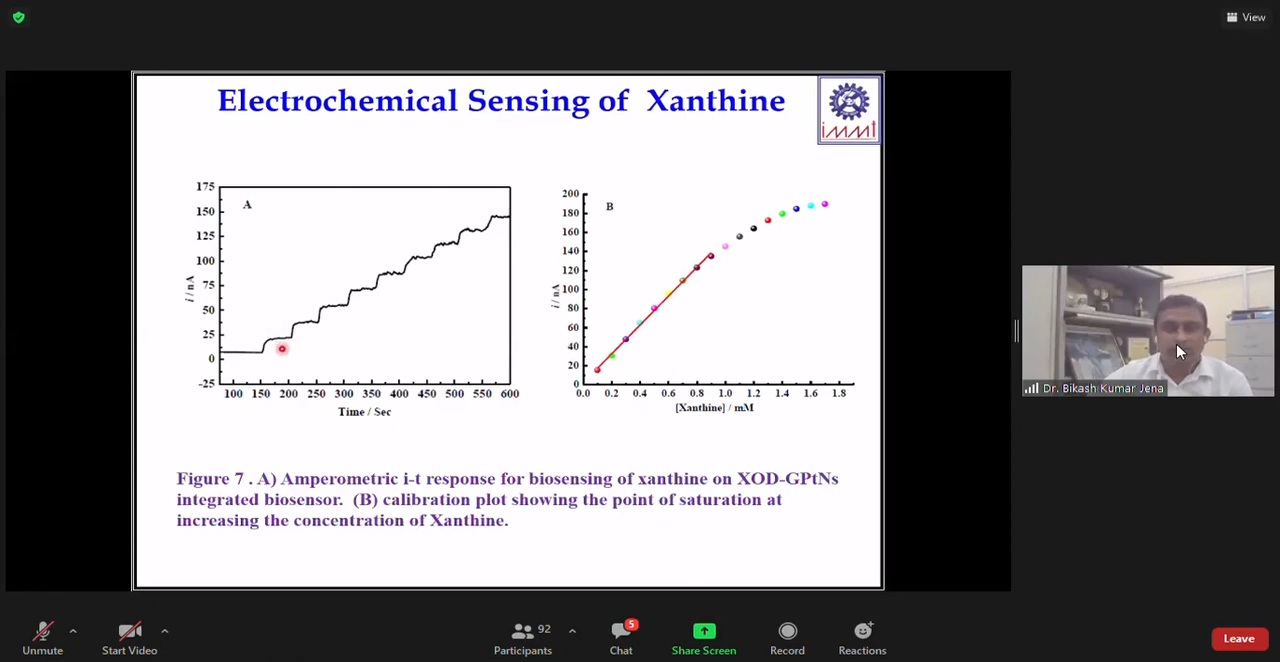 View
Electrochemical Sensing of Xanthine
immt
A
175
150
125
100
75
50
25
0
-25
i / nA
100 150 200 250 300 350 400 450 500 550 600
Time / Sec
B
200
180
160
140
120
100
80
60
40
20
0
i / nA
0.0 0.2 0.4 0.6 0.8 1.0 1.2 1.4 1.6 1.8
[Xanthine] / mM
Figure 7 . A) Amperometric i-t response for biosensing of xanthine on XOD-GPtNs
integrated biosensor. (B) calibration plot showing the point of saturation at
increasing the concentration of Xanthine.
Dr. Bikash Kumar Jena
Unmute
Start Video
92
Participants
5
Chat
Share Screen
Record
Reactions
Leave